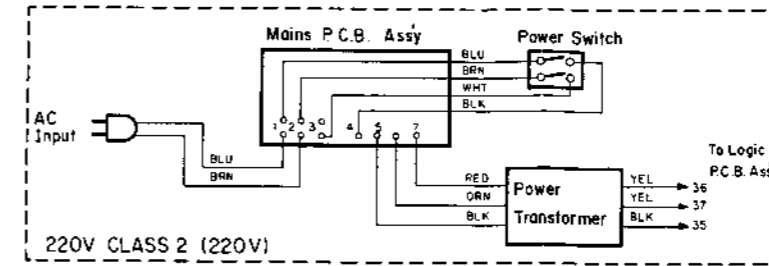 Mains P.C.B. Assy
Power Switch
BLU
BRN
WHT
BLK
AC
Input
1 2 3 4 5 7
BLU
BRN
To Logic
P.C.B. Ass
RED
ORN
BLK
Power
Transformer
YEL 36
YEL 37
BLK 35
220V CLASS 2 (220V)